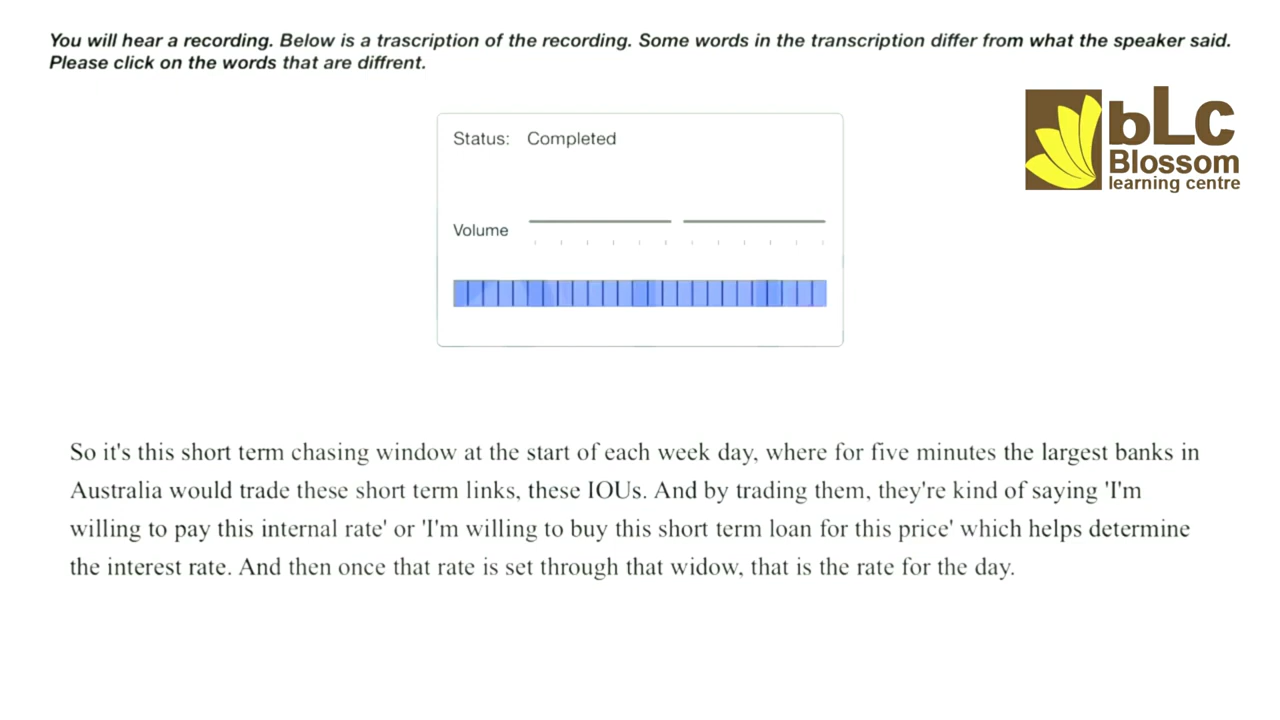 You will hear a recording. Below is a trascription of the recording. Some words in the transcription differ from what the speaker said.
Please click on the words that are diffrent.
bLc
Blossom
learning centre
Status: Completed
Volume
So it's this short term chasing window at the start of each week day, where for five minutes the largest banks in
Australia would trade these short term links, these IOUs. And by trading them, they're kind of saying 'I'm
willing to pay this internal rate' or 'I'm willing to buy this short term loan for this price' which helps determine
the interest rate. And then once that rate is set through that widow, that is the rate for the day.